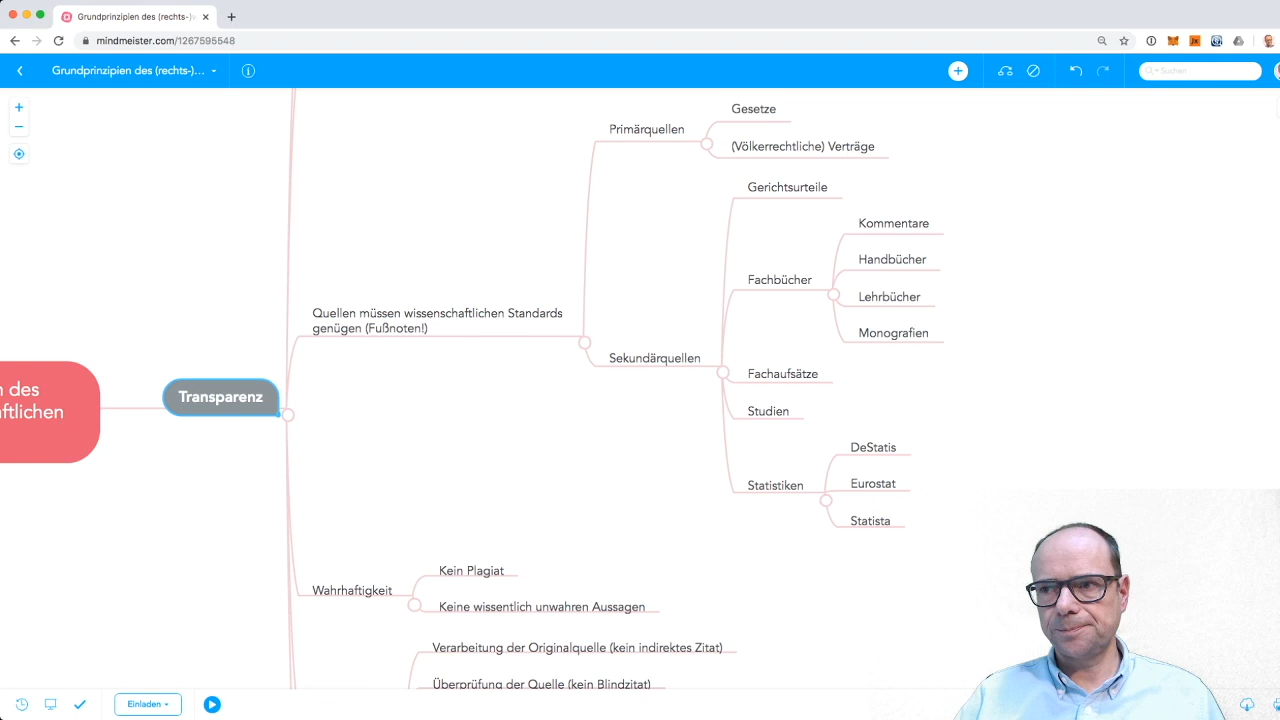 Grundprinzipien des (rechts-)
mindmeister.com/1267595548
Grundprinzipien des (rechts-)...
Suchen
Gesetze
Primärquellen
(Völkerrechtliche) Verträge
Gerichtsurteile
Kommentare
Handbücher
Fachbücher
Lehrbücher
Quellen müssen wissenschaftlichen Standards
genügen (Fußnoten!)
Monografien
Sekundärquellen
Fachaufsätze
n des
aftlichen
Transparenz
Studien
DeStatis
Statistiken
Eurostat
Statista
Kein Plagiat
Wahrhaftigkeit
Keine wissentlich unwahren Aussagen
Verarbeitung der Originalquelle (kein indirektes Zitat)
Überprüfung der Quelle (kein Blindzitat)
Einladen